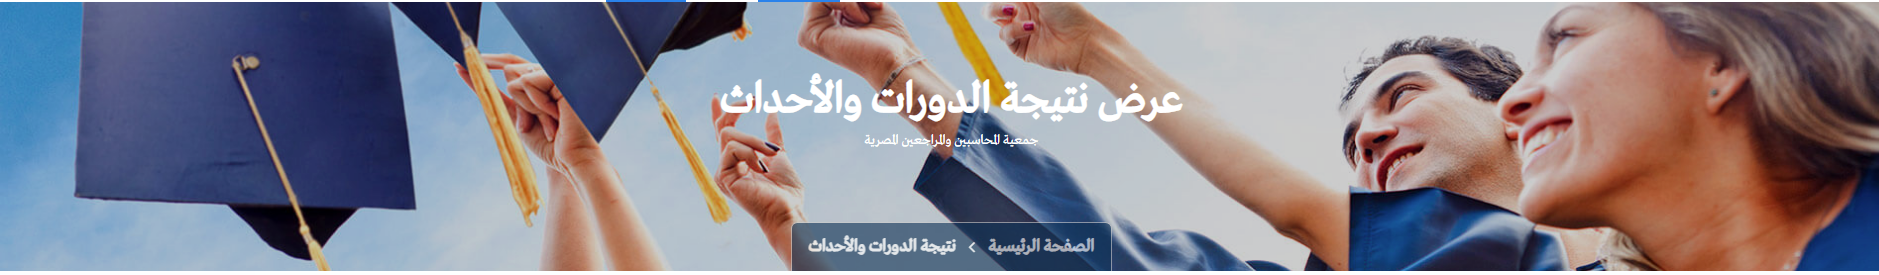 عرض نتيجة الدورات والأحداث
جمعية المحاسبين والمراجعين المصرية
الصفحة الرئيسية > نتيجة الدورات والأحداث